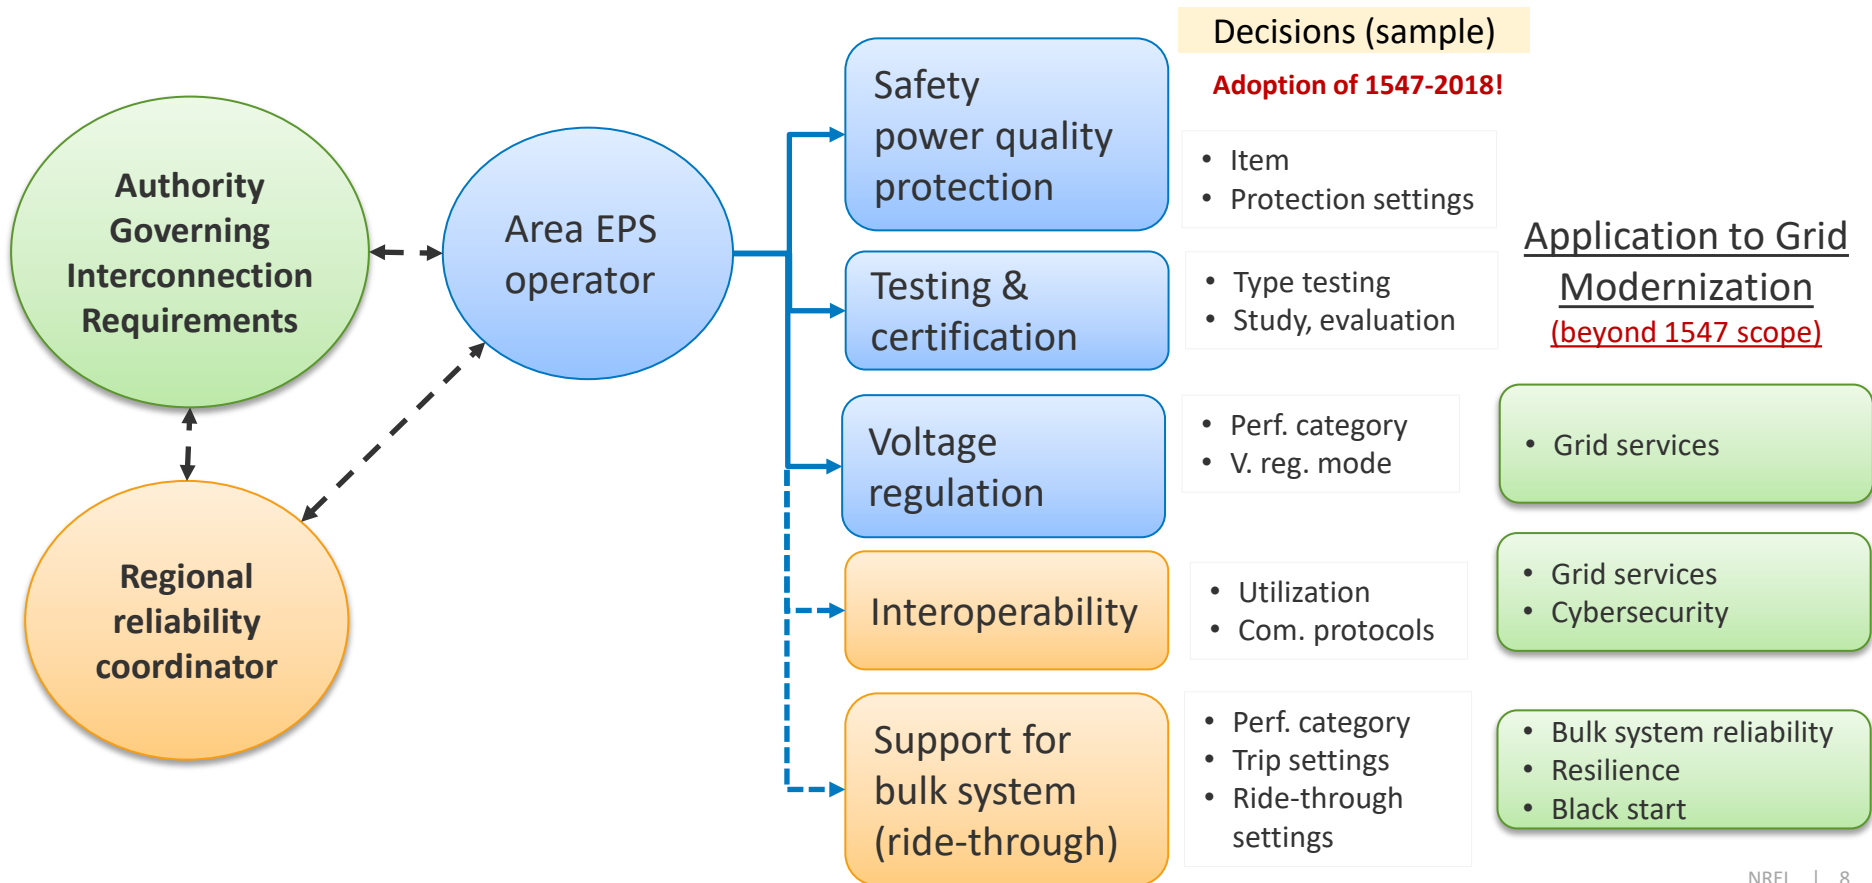 Authority
Governing
Interconnection
Requirements
Regional
reliability
coordinator
Area EPS
operator
Safety
power quality
protection
Testing &
certification
Voltage
regulation
Interoperability
Support for
bulk system
(ride-through)
Decisions (sample)
Adoption of 1547-2018!
• Item
• Protection settings
• Type testing
• Study, evaluation
• Perf. category
• V. reg. mode
• Utilization
• Com. protocols
• Perf. category
• Trip settings
• Ride-through
settings
Application to Grid
Modernization
(beyond 1547 scope)
• Grid services
• Grid services
• Cybersecurity
• Bulk system reliability
• Resilience
• Black start
NREL | 8